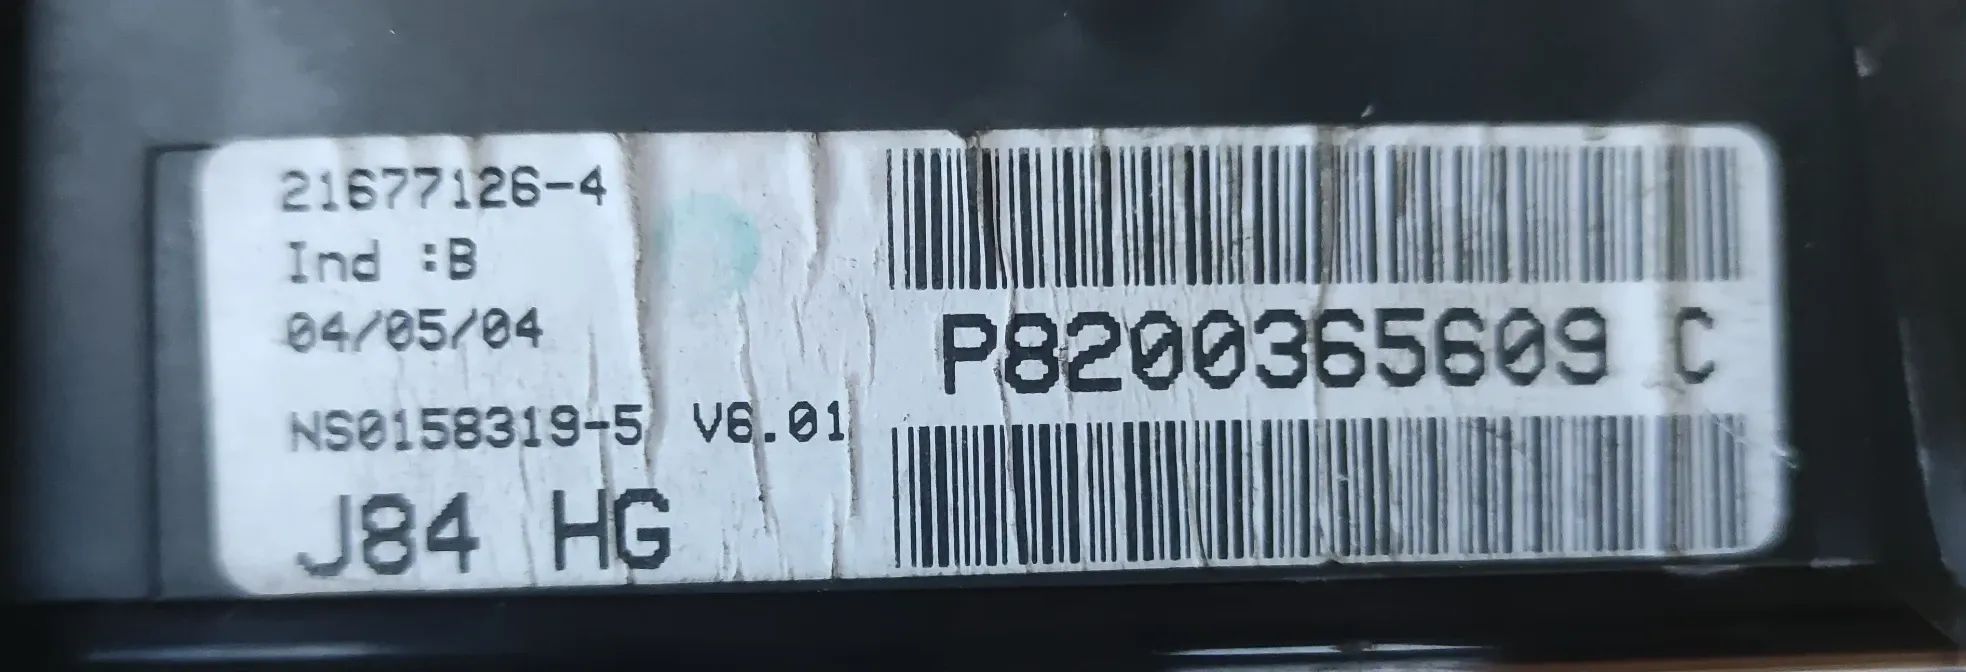 21677126-4
Ind :B
04/05/04
NS0158319-5 V6.01
J84 HG
P8200365609 C